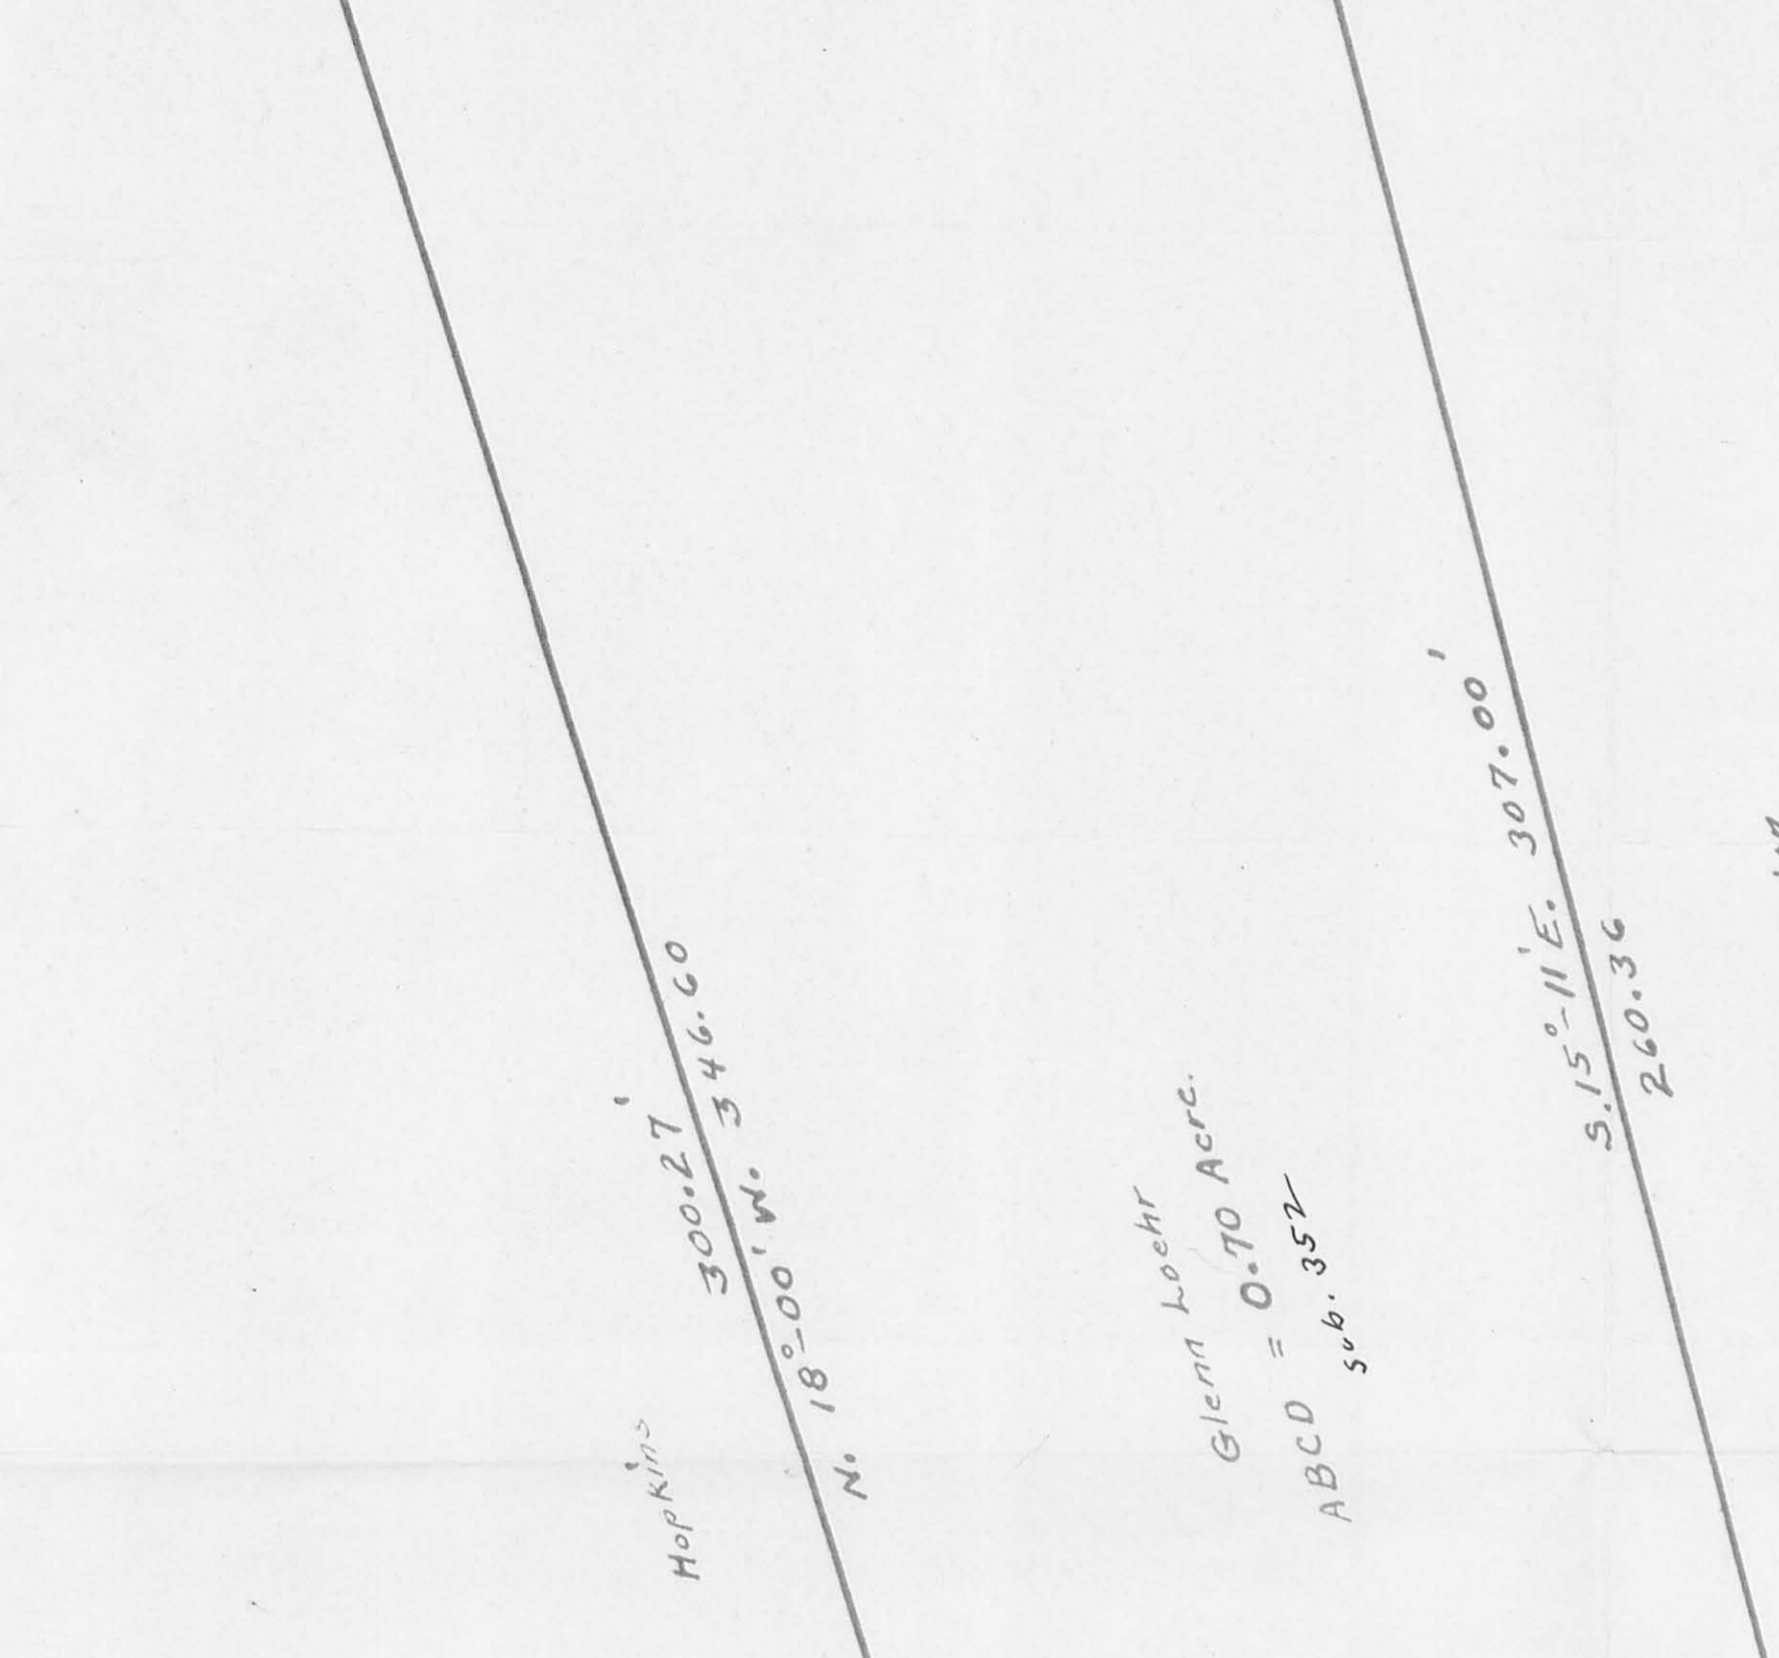 Hopkins
300.27'
N. 18°-00' W. 346.60
Glenn Loehr
ABCD = 0.70 Acre.
Sub. 352
S. 15°-11' E. 307.00'
260.36